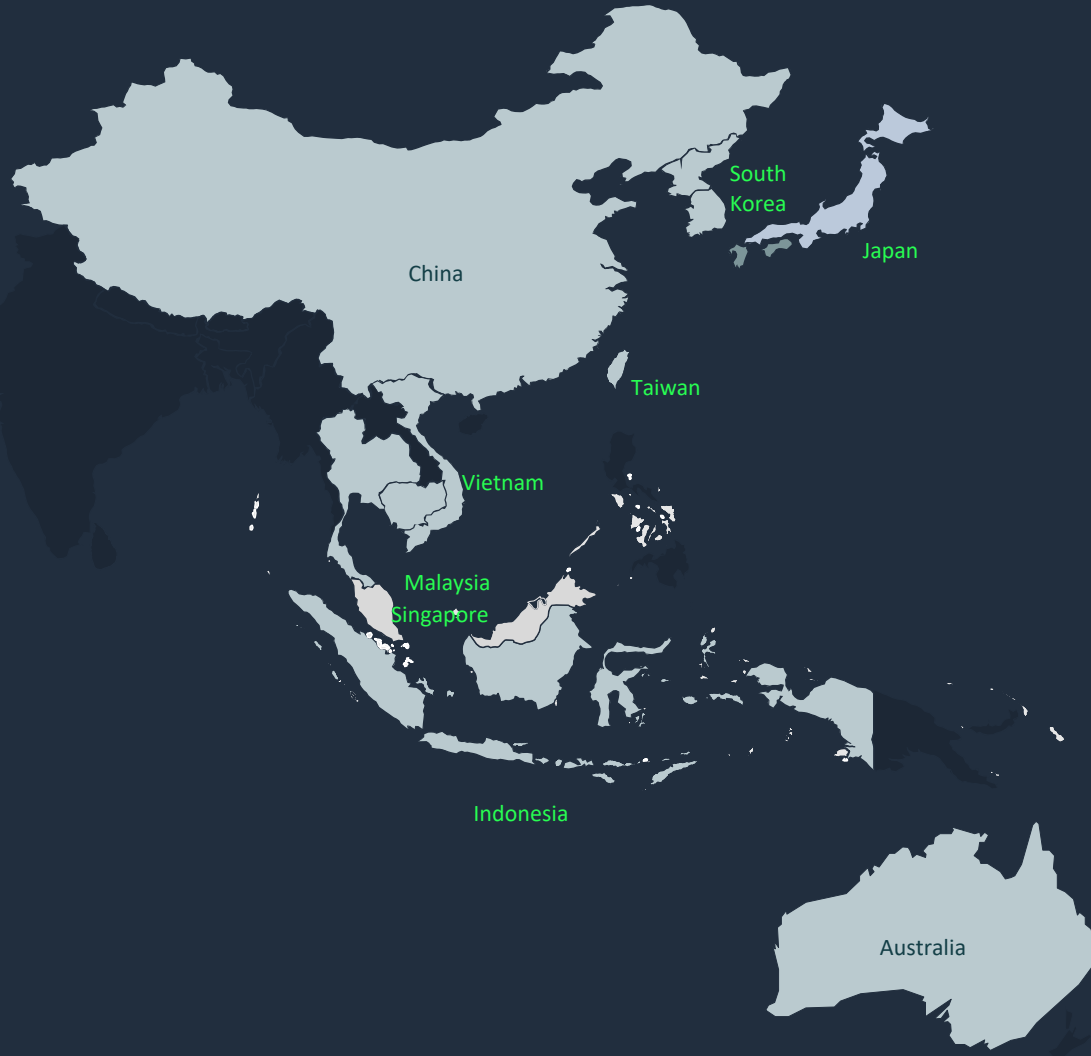 South
Korea
Japan
China
Taiwan
Vietnam
Malaysia
Singapore
Indonesia
Australia